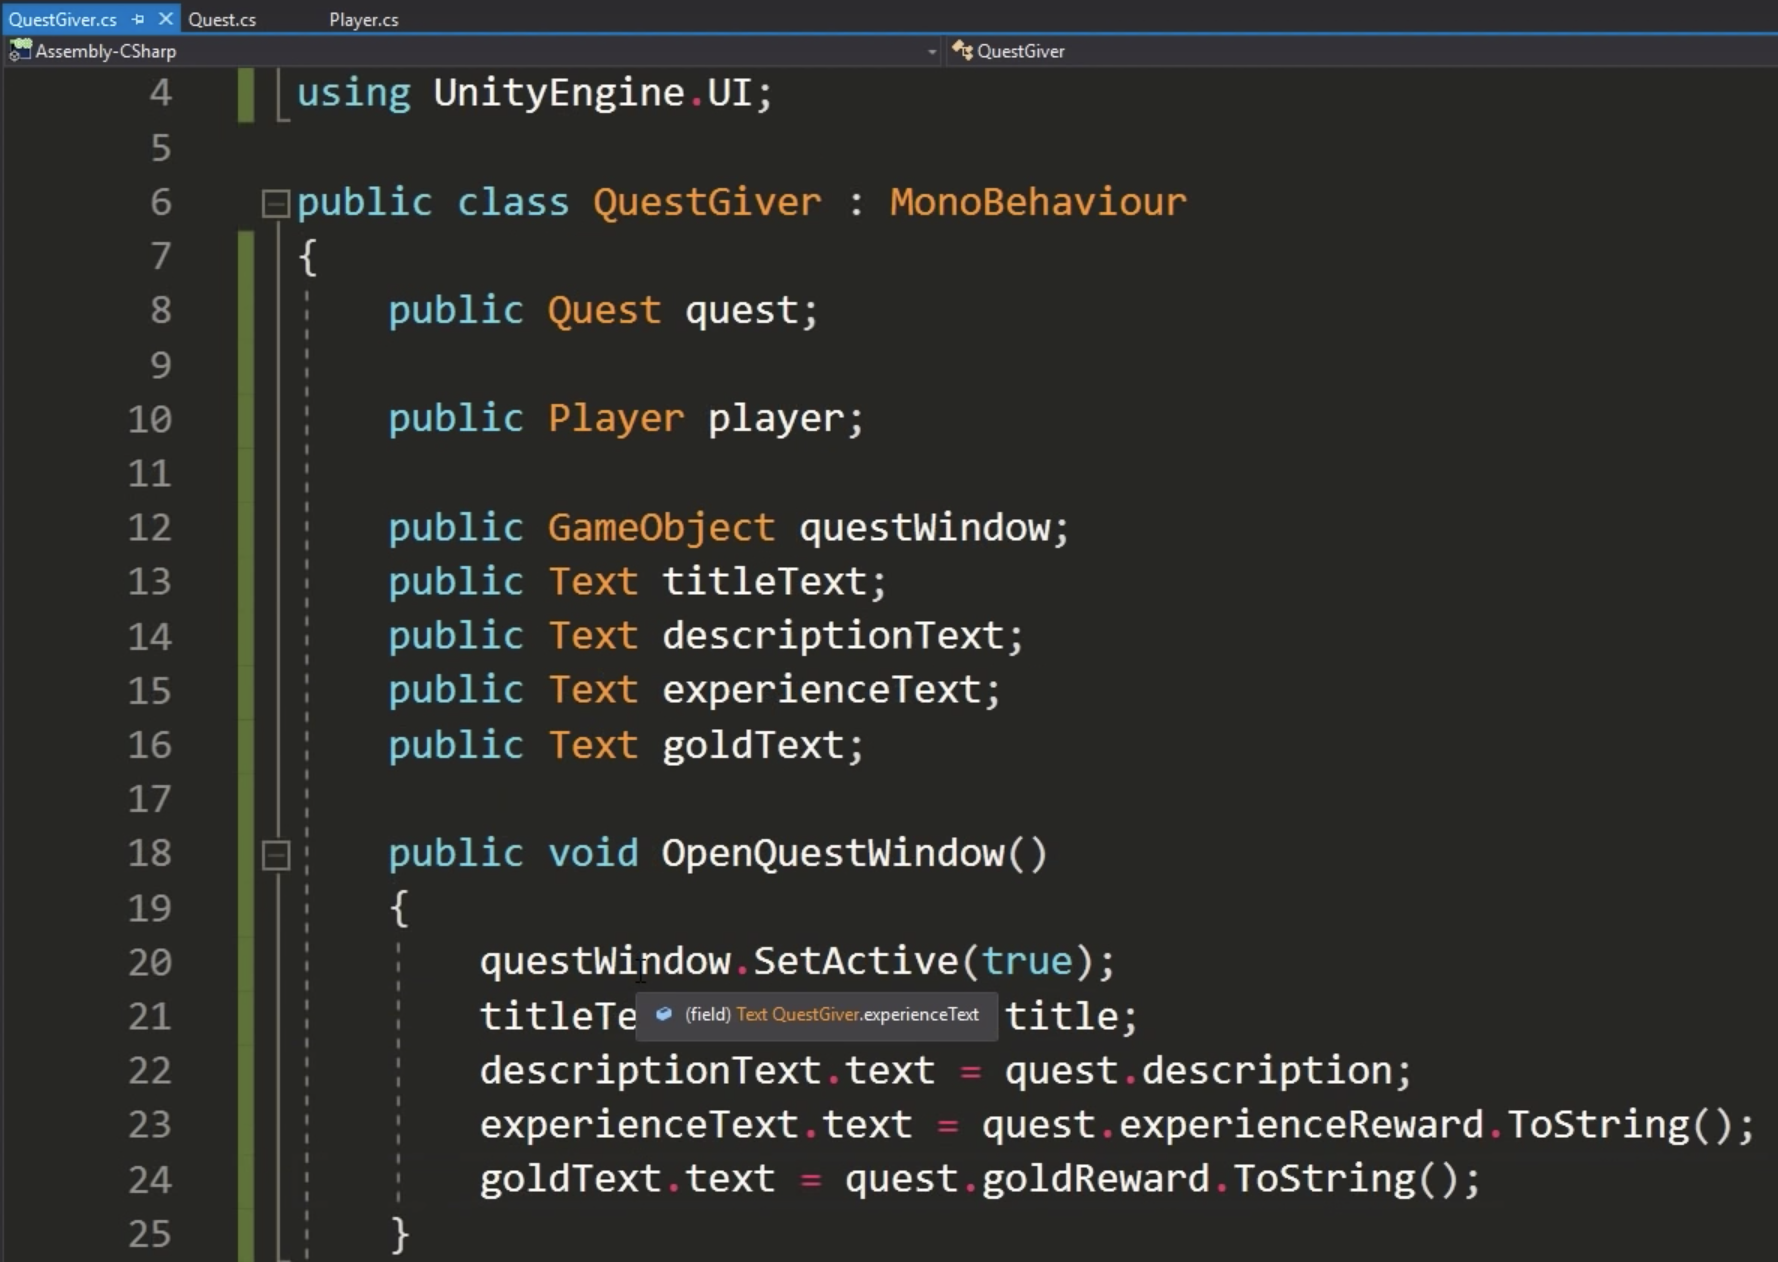 QuestGiver.cs Quest.cs Player.cs
Assembly-CSharp QuestGiver
4 using UnityEngine.UI;
5
6 public class QuestGiver : MonoBehaviour
7 {
8 public Quest quest;
9
10 public Player player;
11
12 public GameObject questWindow;
13 public Text titleText;
14 public Text descriptionText;
15 public Text experienceText;
16 public Text goldText;
17
18 public void OpenQuestWindow()
19 {
20 questWindow.SetActive(true);
21 titleTe title;
(field) Text QuestGiver.experienceText
22 descriptionText.text = quest.description;
23 experienceText.text = quest.experienceReward.ToString();
24 goldText.text = quest.goldReward.ToString();
25 }